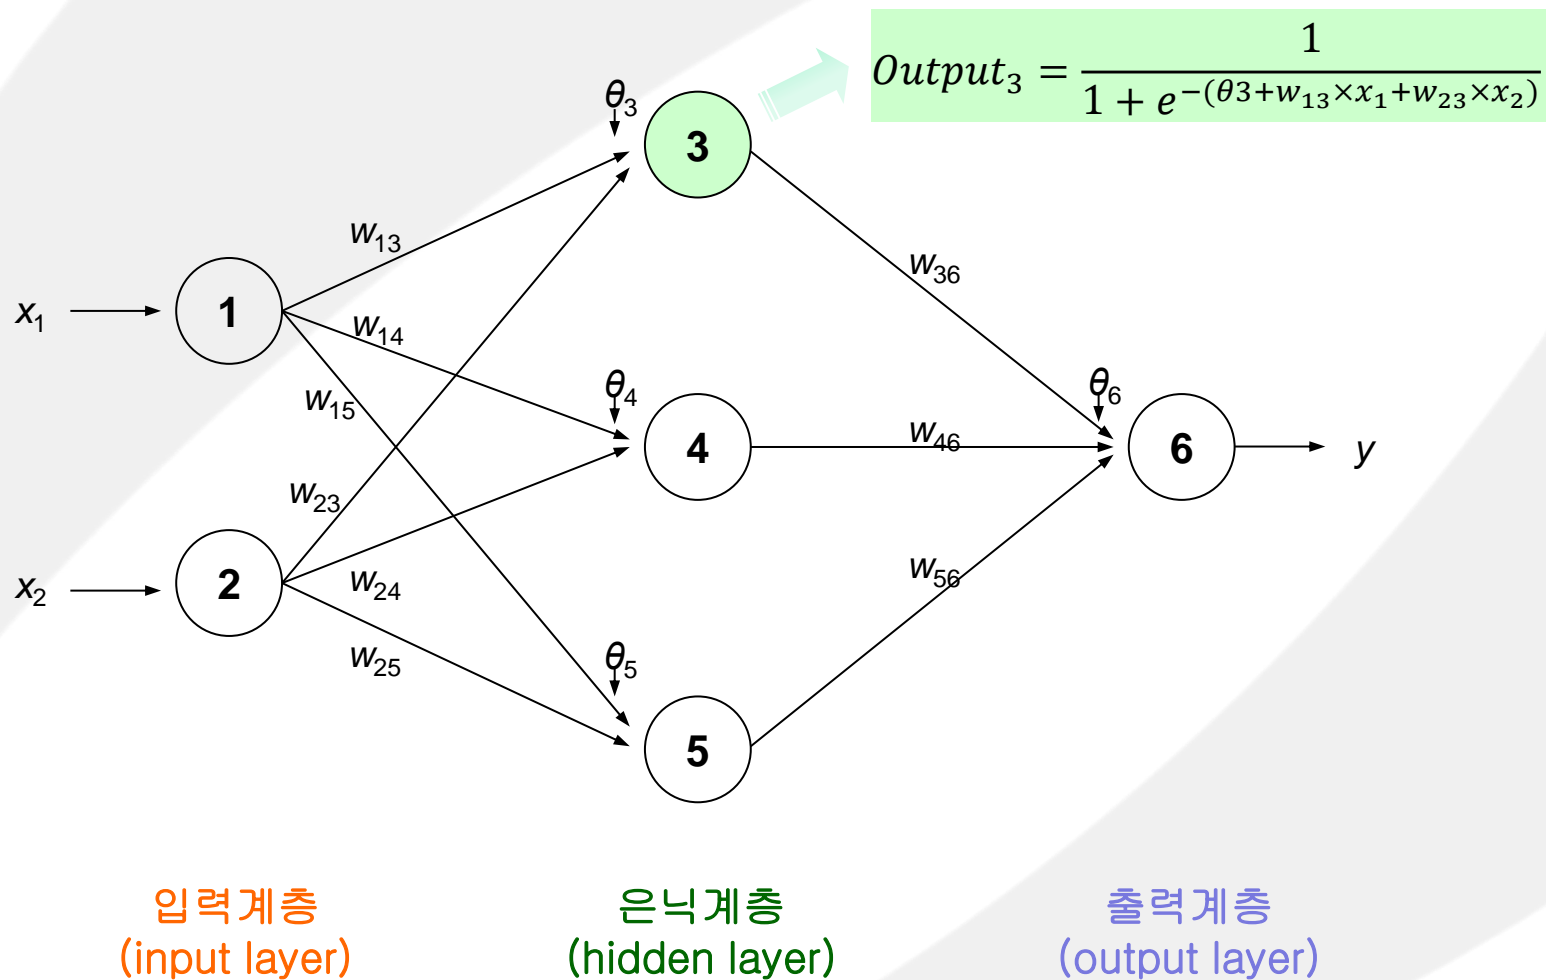 Output₃ = 1 / (1 + e^−(θ3+w₁₃×x₁+w₂₃×x₂))
θ₃
3
w₁₃
w₃₆
x₁
1
w₁₄
θ₄
θ₆
w₁₅
4
w₄₆
6
y
w₂₃
x₂
2
w₂₄
w₅₆
w₂₅
θ₅
5
입력계층
(input layer)
은닉계층
(hidden layer)
출력계층
(output layer)